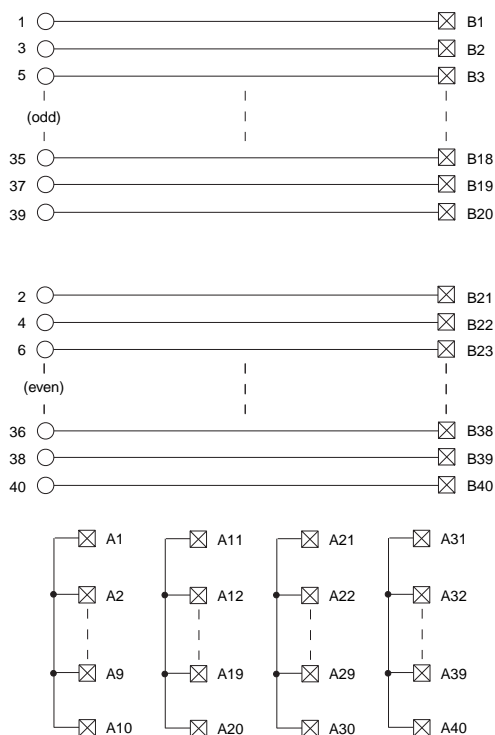 1 B1
3 B2
5 B3
(odd)
35 B18
37 B19
39 B20
2 B21
4 B22
6 B23
(even)
36 B38
38 B39
40 B40
A1 A11 A21 A31
A2 A12 A22 A32
A9 A19 A29 A39
A10 A20 A30 A40